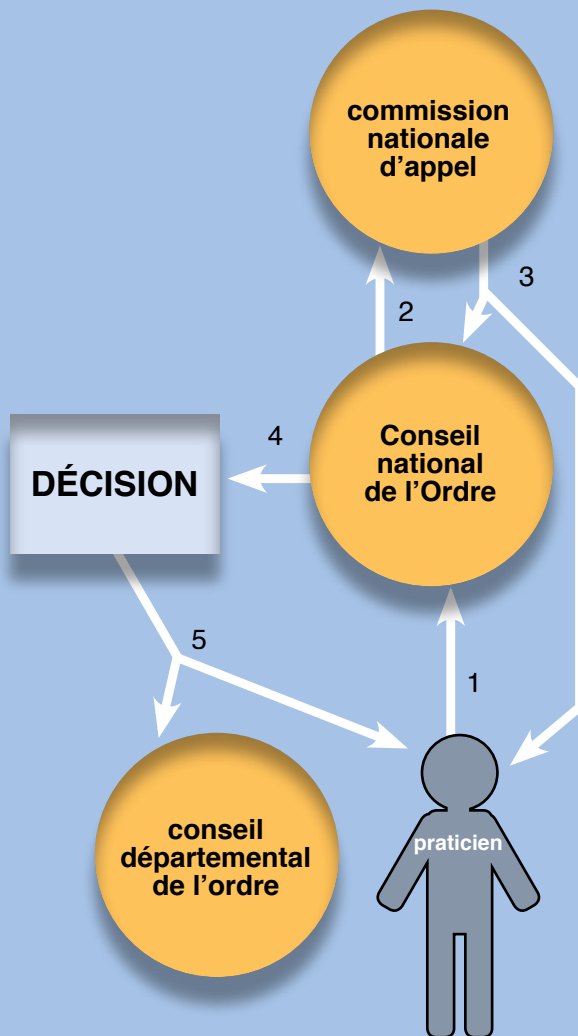 commission
nationale
d'appel
3
2
4
Conseil
national
de l'Ordre
DÉCISION
5
1
conseil
départemental
de l'ordre
praticien